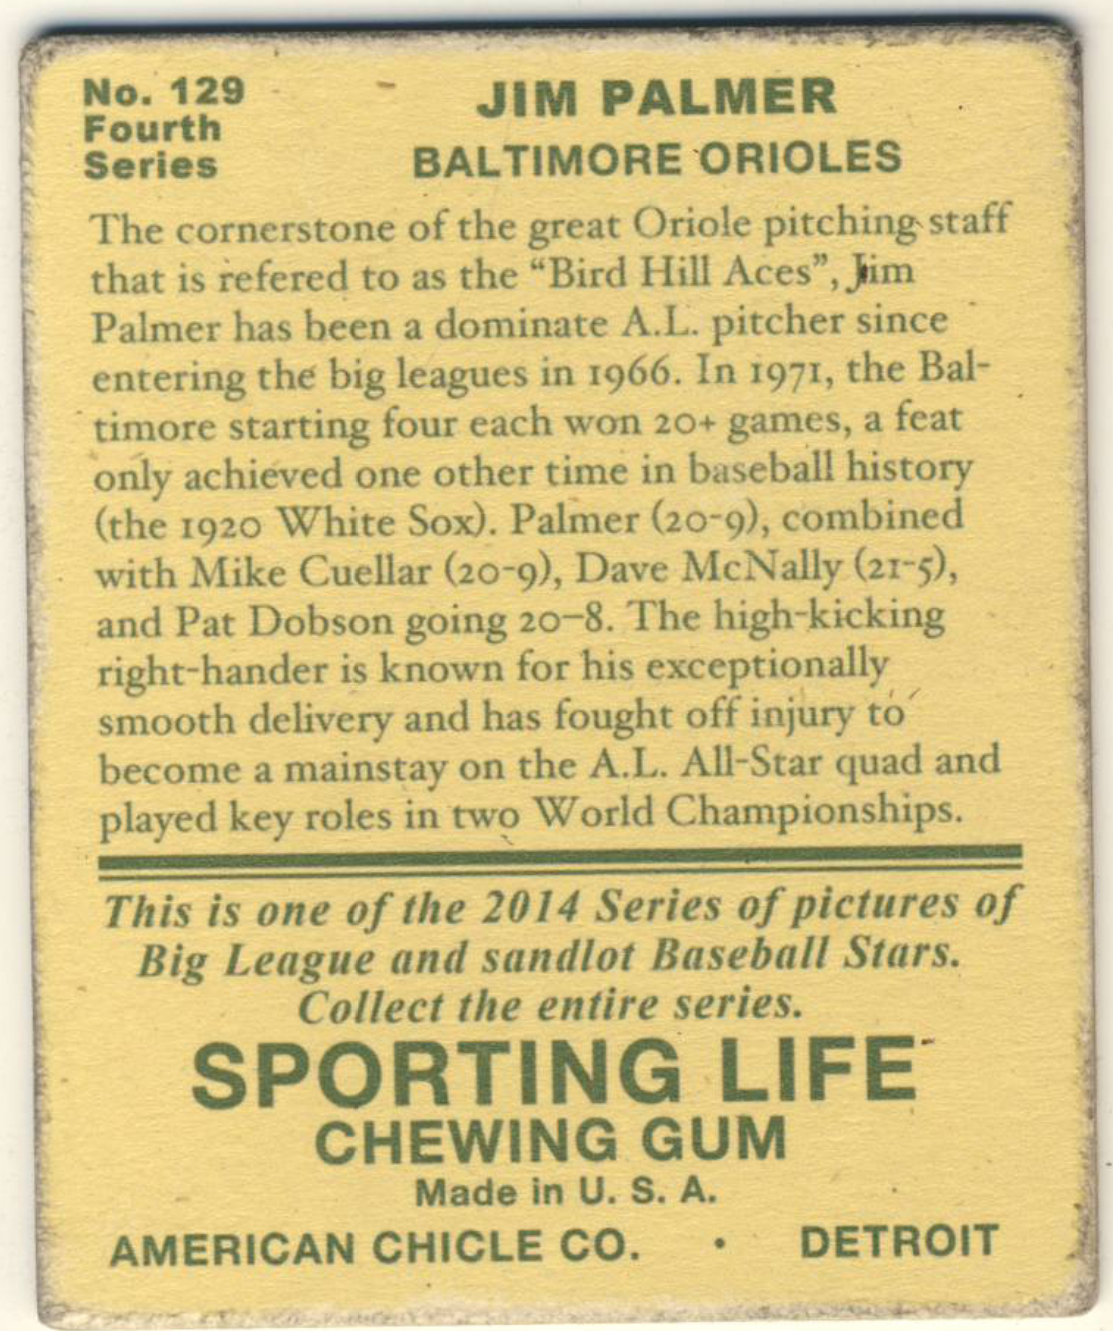 No. 129
Fourth
Series
JIM PALMER
BALTIMORE ORIOLES
The cornerstone of the great Oriole pitching staff
that is refered to as the “Bird Hill Aces”, Jim
Palmer has been a dominate A.L. pitcher since
entering the big leagues in 1966. In 1971, the Bal-
timore starting four each won 20+ games, a feat
only achieved one other time in baseball history
(the 1920 White Sox). Palmer (20-9), combined
with Mike Cuellar (20-9), Dave McNally (21-5),
and Pat Dobson going 20–8. The high-kicking
right-hander is known for his exceptionally
smooth delivery and has fought off injury to
become a mainstay on the A.L. All-Star quad and
played key roles in two World Championships.
This is one of the 2014 Series of pictures of
Big League and sandlot Baseball Stars.
Collect the entire series.
SPORTING LIFE
CHEWING GUM
Made in U. S. A.
AMERICAN CHICLE CO. • DETROIT